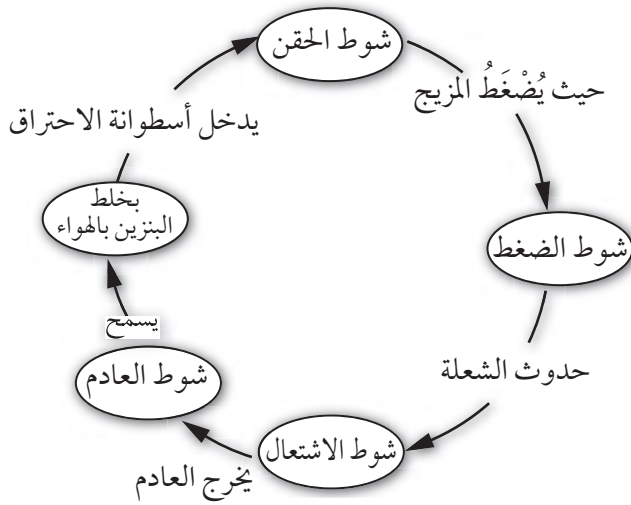 شوط الحقن
حيث يُضْغَطُ المزيج
شوط الضغط
حدوث الشعلة
شوط الاشتعال
يخرج العادم
شوط العادم
يسمح
بخلط
البنزين بالهواء
يدخل أسطوانة الاحتراق